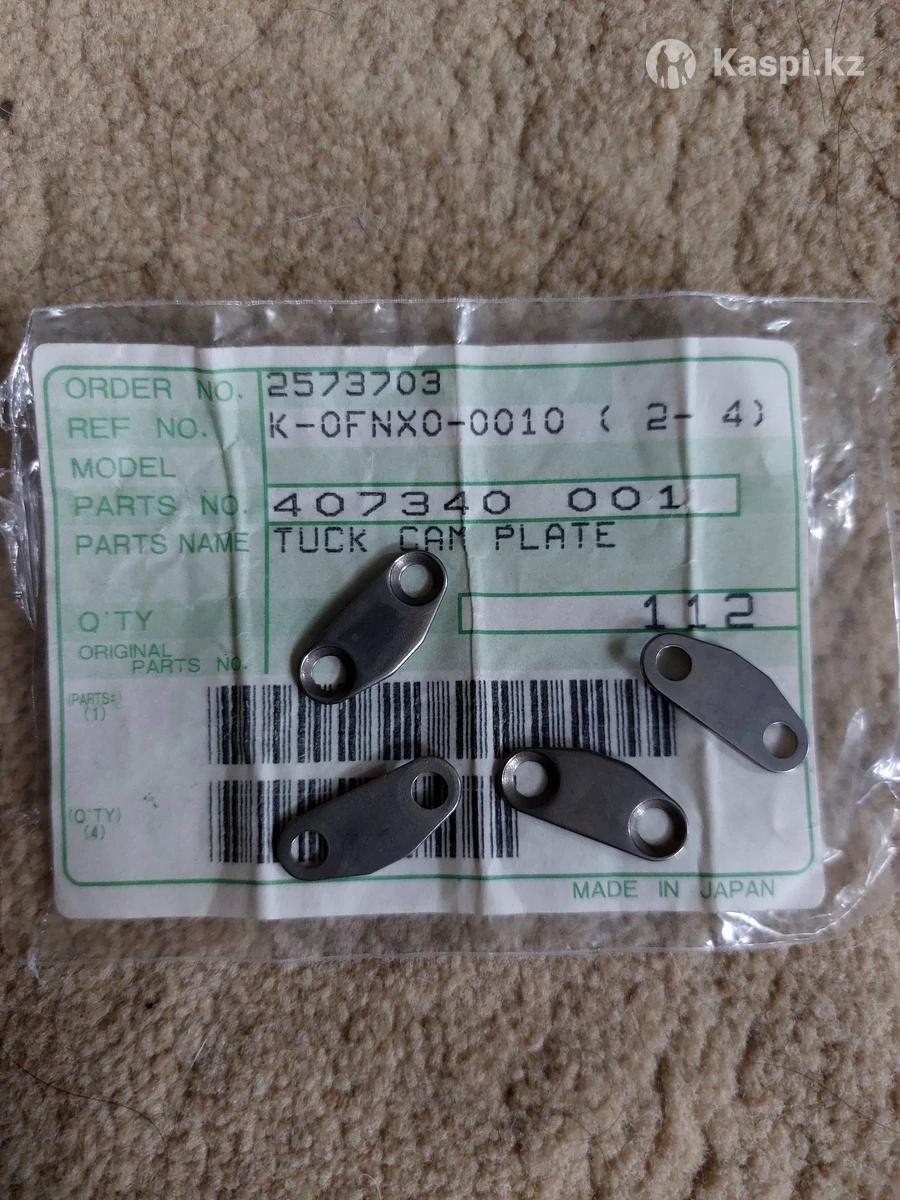 Kaspi.kz
ORDER NO. 2573703
REF NO. K-0FNX0-0010 ( 2- 4)
MODEL
PARTS NO. 407340 001
PARTS NAME TUCK CAM PLATE
Q'TY 112
ORIGINAL
PARTS NO.
(PARTS#)
(1)
(Q'TY)
(4)
MADE IN JAPAN